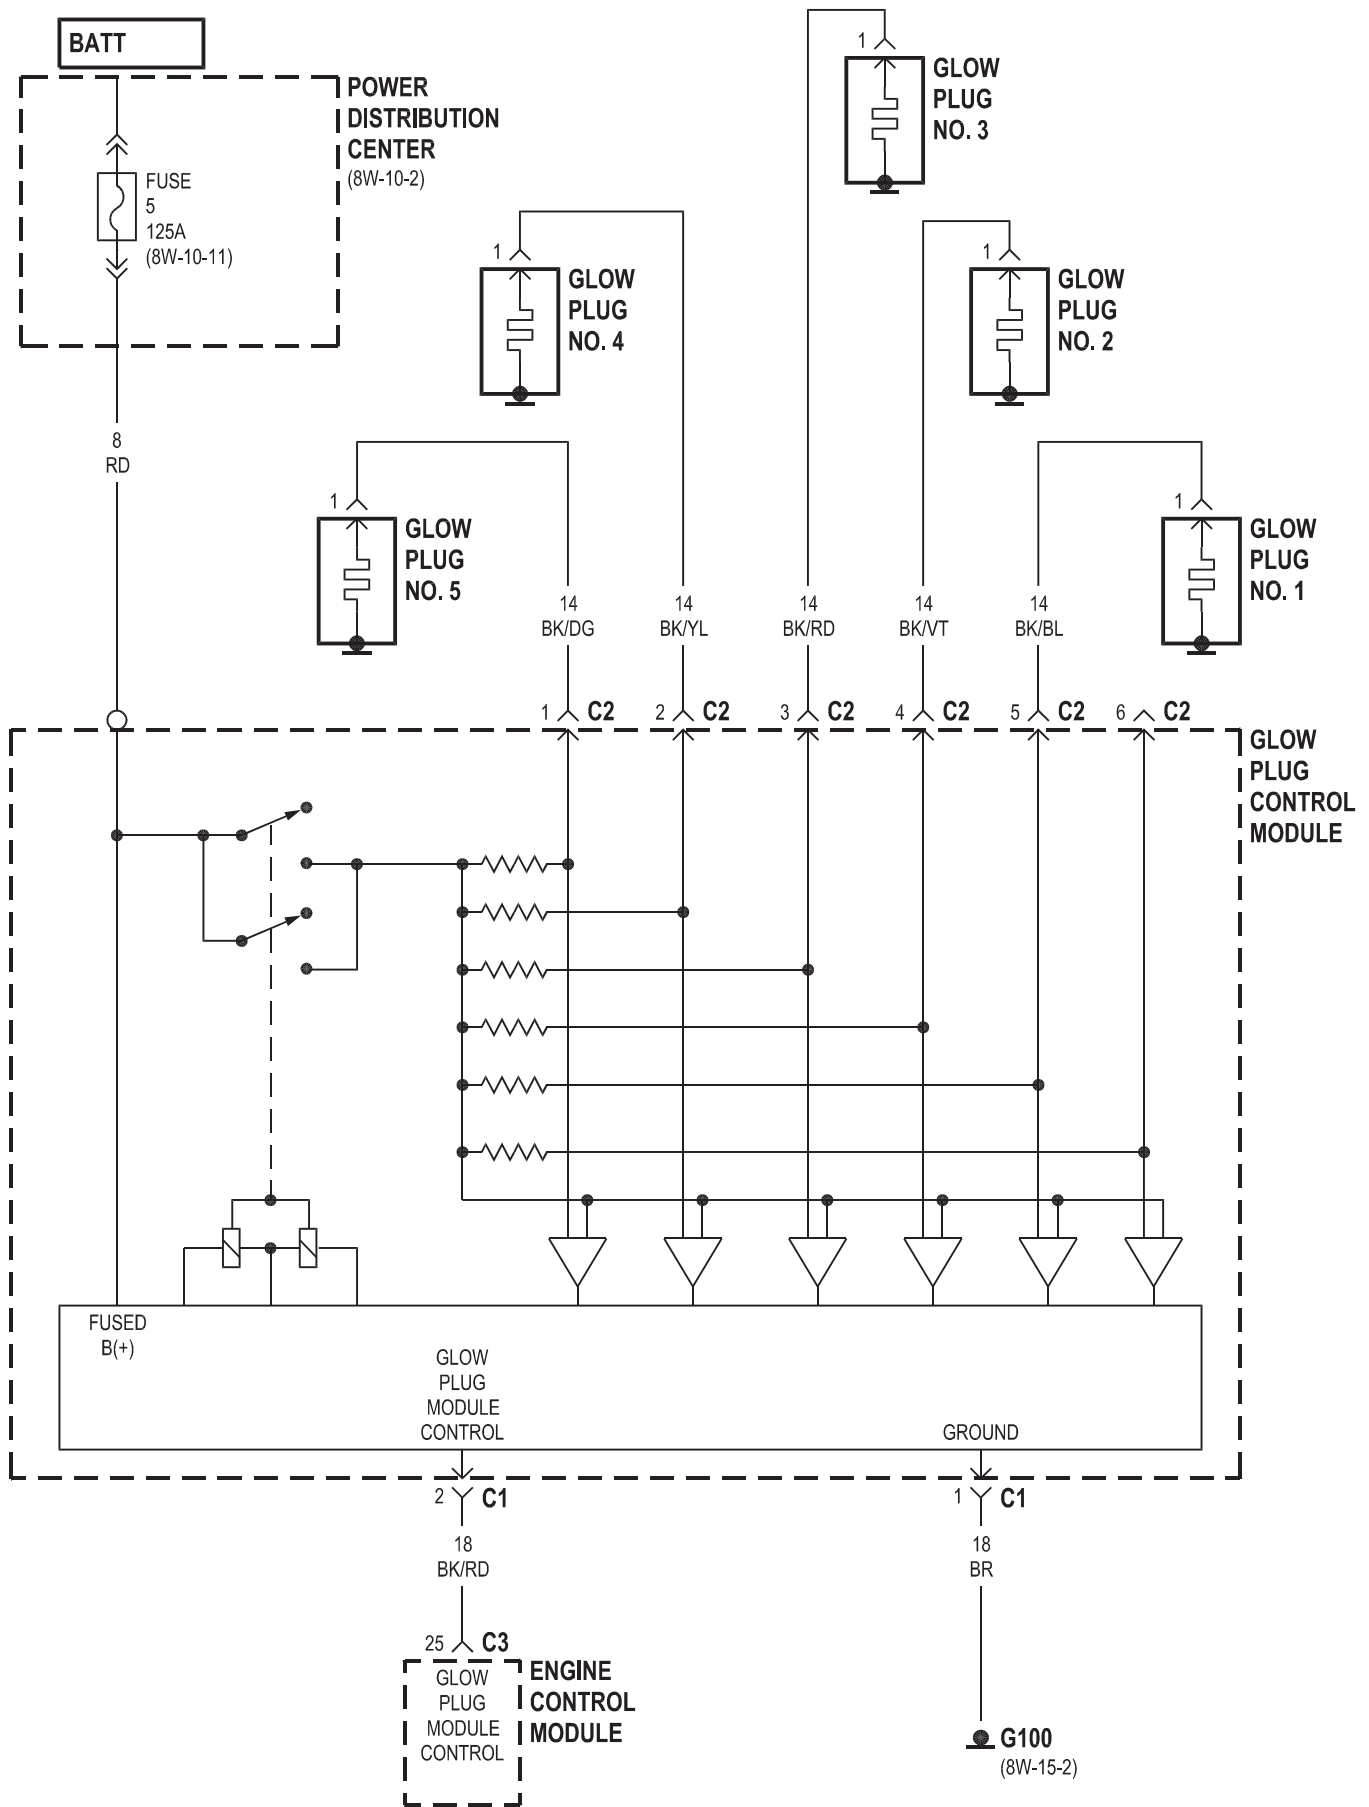 BATT
POWER
DISTRIBUTION
CENTER
(8W-10-2)
FUSE
5
125A
(8W-10-11)
8
RD
1
GLOW
PLUG
NO. 3
1
GLOW
PLUG
NO. 4
1
GLOW
PLUG
NO. 2
1
GLOW
PLUG
NO. 5
1
GLOW
PLUG
NO. 1
14
BK/DG
14
BK/YL
14
BK/RD
14
BK/VT
14
BK/BL
1 C2
2 C2
3 C2
4 C2
5 C2
6 C2
GLOW
PLUG
CONTROL
MODULE
FUSED
B(+)
GLOW
PLUG
MODULE
CONTROL
GROUND
2 C1
1 C1
18
BK/RD
18
BR
25 C3
GLOW
PLUG
MODULE
CONTROL
ENGINE
CONTROL
MODULE
G100
(8W-15-2)